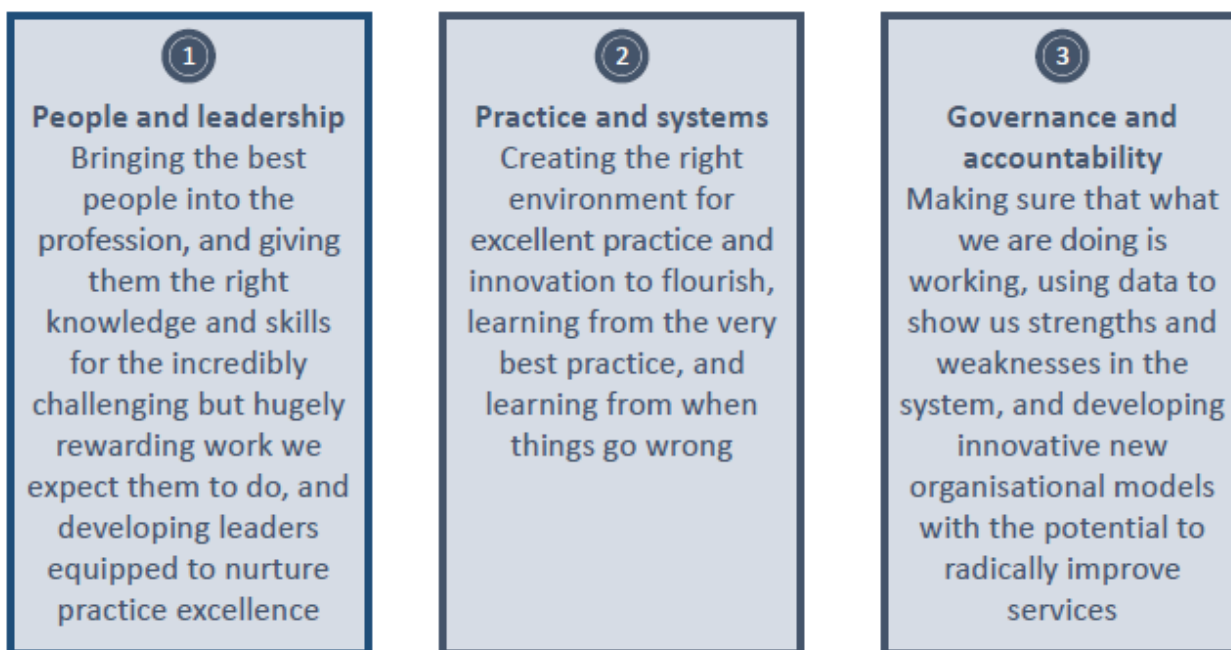 1
People and leadership
Bringing the best
people into the
profession, and giving
them the right
knowledge and skills
for the incredibly
challenging but hugely
rewarding work we
expect them to do, and
developing leaders
equipped to nurture
practice excellence
2
Practice and systems
Creating the right
environment for
excellent practice and
innovation to flourish,
learning from the very
best practice, and
learning from when
things go wrong
3
Governance and
accountability
Making sure that what
we are doing is
working, using data to
show us strengths and
weaknesses in the
system, and developing
innovative new
organisational models
with the potential to
radically improve
services